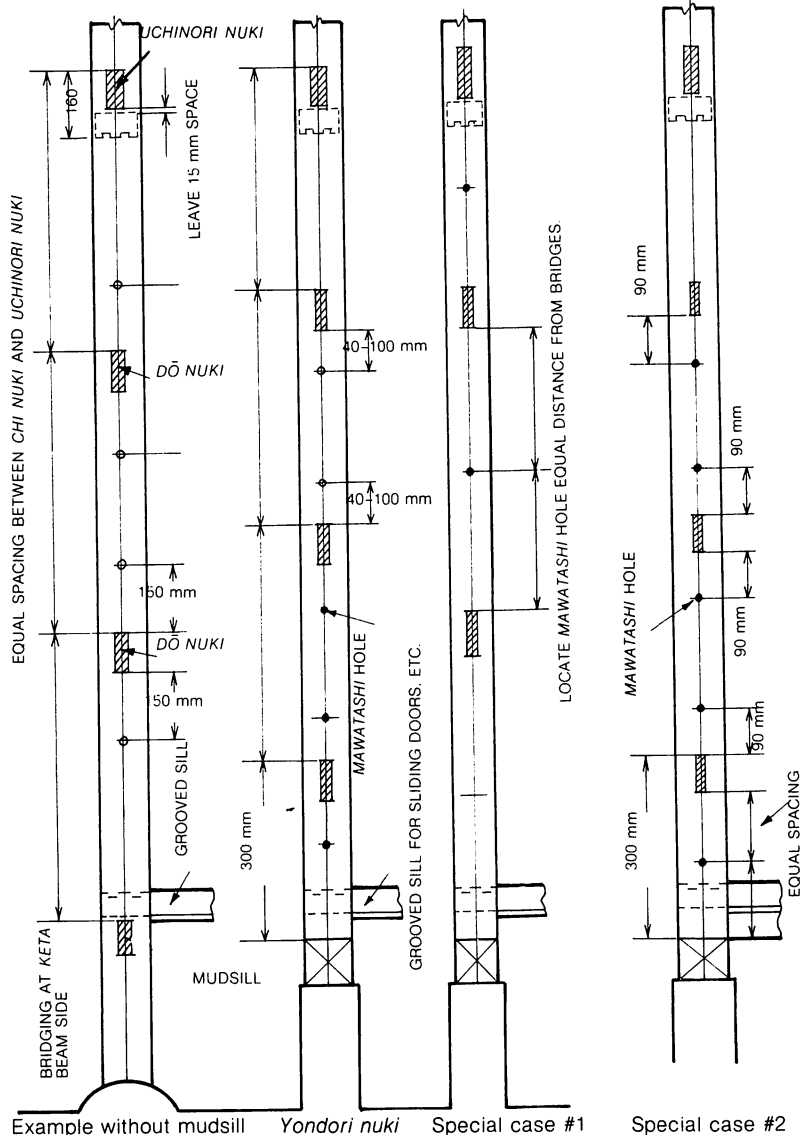 UCHINORI NUKI
160
LEAVE 15 mm SPACE
EQUAL SPACING BETWEEN CHI NUKI AND UCHINORI NUKI
DŌ NUKI
150 mm
DŌ NUKI
150 mm
GROOVED SILL
BRIDGING AT KETA
BEAM SIDE
MUDSILL
Example without mudsill
40–100 mm
40–100 mm
MAWATASHI HOLE
300 mm
GROOVED SILL FOR SLIDING DOORS, ETC.
Yondori nuki
LOCATE MAWATASHI HOLE EQUAL DISTANCE FROM BRIDGES.
Special case #1
90 mm
90 mm
MAWATASHI HOLE
90 mm
90 mm
300 mm
EQUAL SPACING
Special case #2